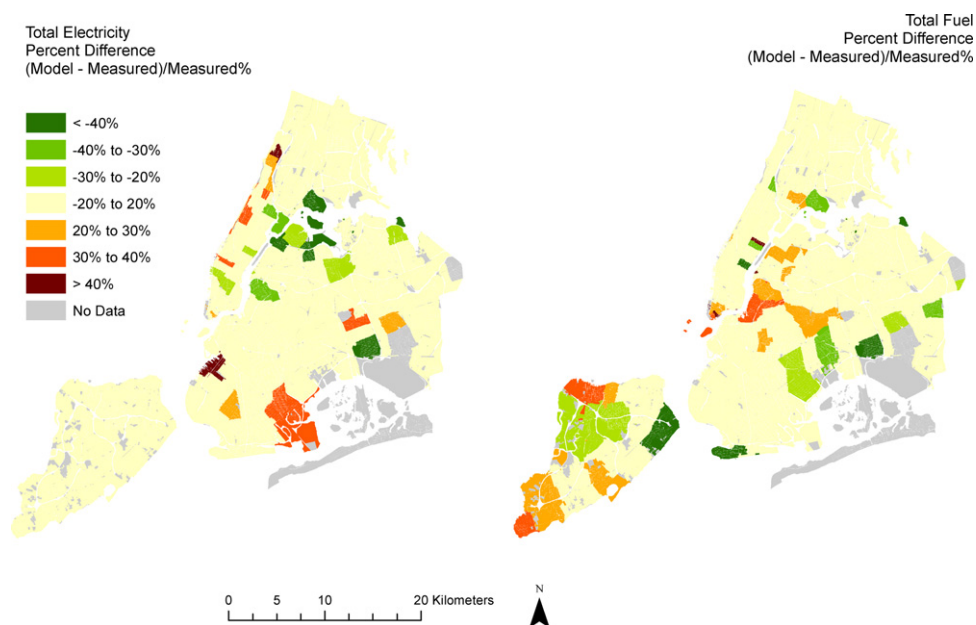 Total Electricity
Percent Difference
(Model - Measured)/Measured%
< -40%
-40% to -30%
-30% to -20%
-20% to 20%
20% to 30%
30% to 40%
> 40%
No Data
Total Fuel
Percent Difference
(Model - Measured)/Measured%
0 5 10 20 Kilometers
N